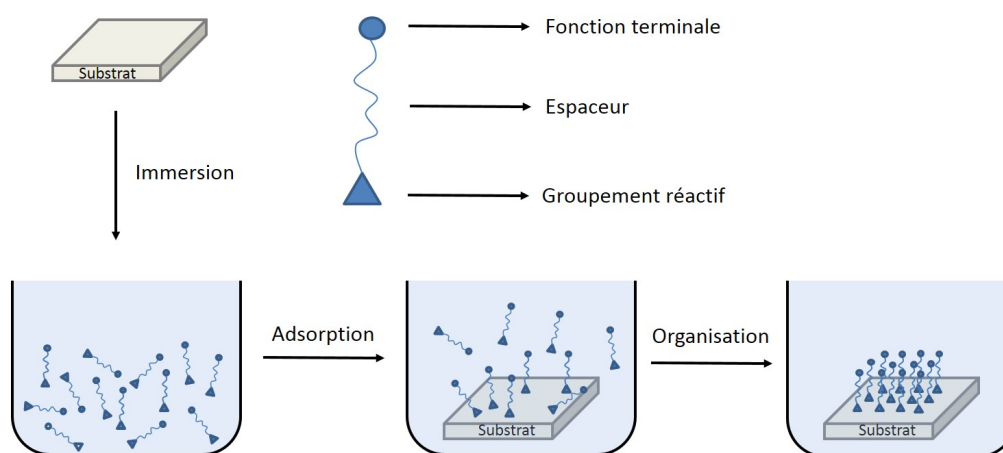 Substrat
Fonction terminale
Espaceur
Immersion
Groupement réactif
Adsorption
Organisation
Substrat
Substrat